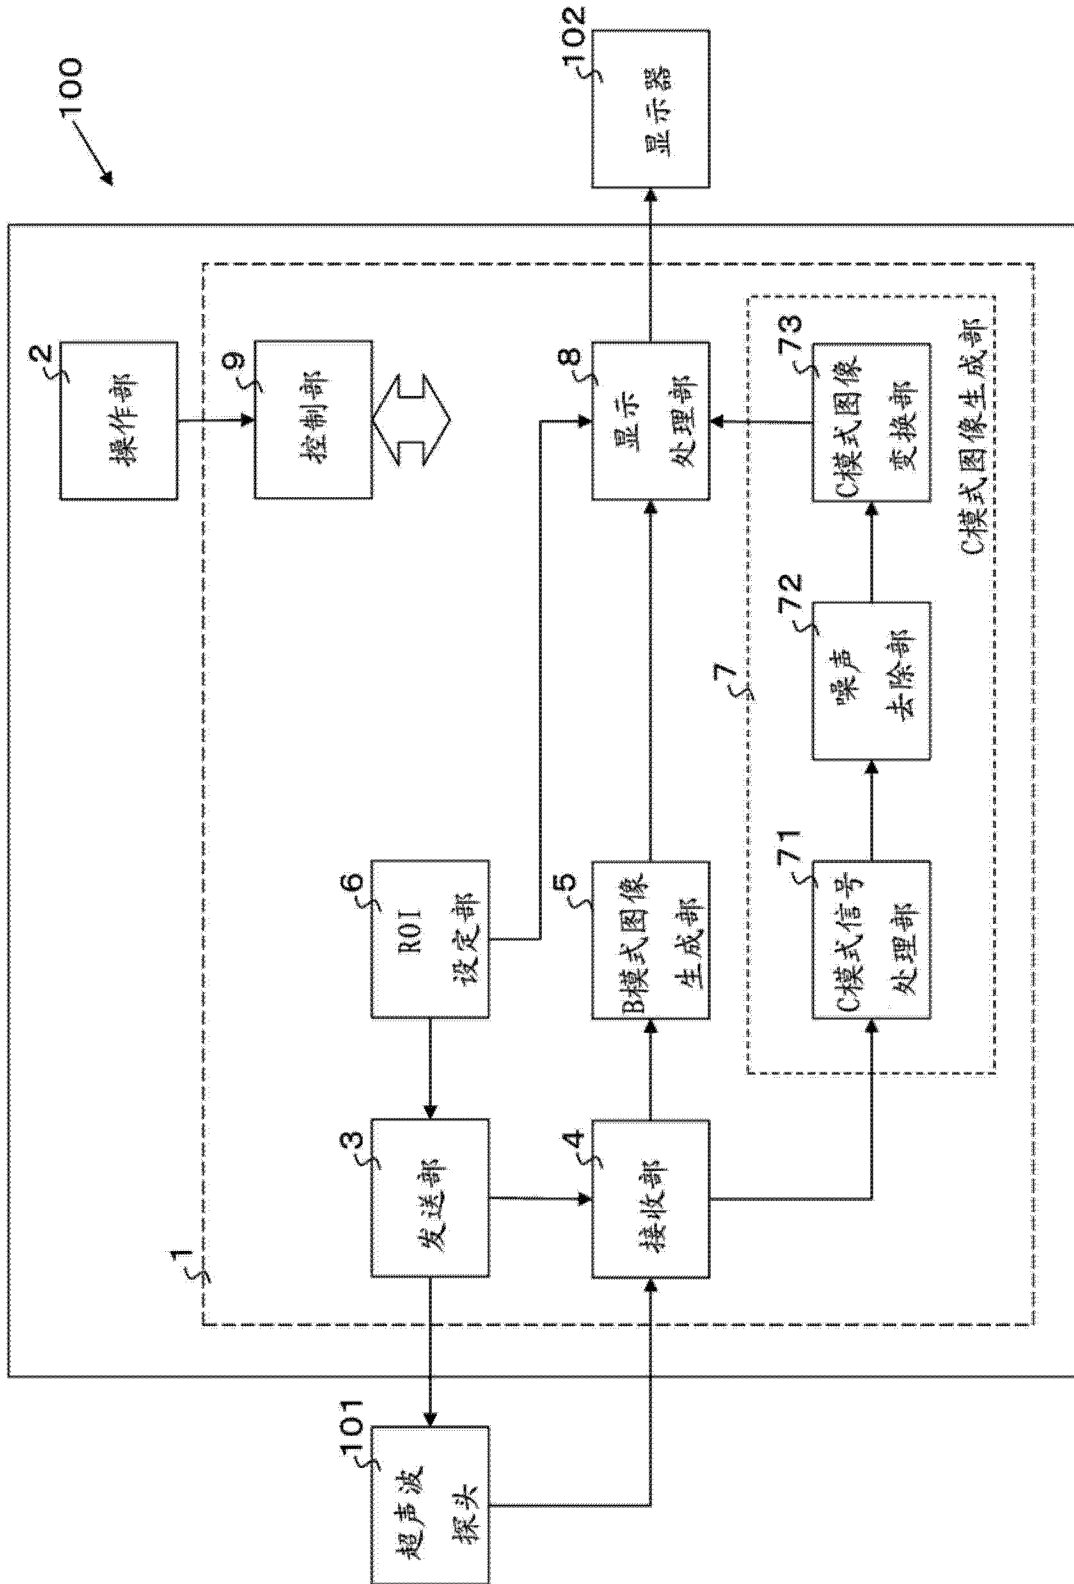 100
2
操作部
9
控制部
102
显示器
6
ROI
设定部
8
显示
处理部
1
3
发送部
5
B模式图像
生成部
101
超声波
探头
4
接收部
7
71
C模式信号
处理部
72
噪声
去除部
73
C模式图像
变换部
C模式图像生成部